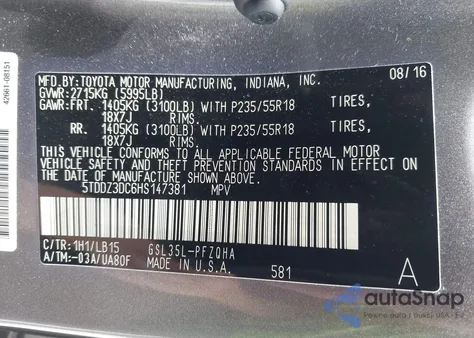 42661-08151
MFD.BY:TOYOTA MOTOR MANUFACTURING, INDIANA, INC.
08/16
GVWR:2715KG (5995LB)
GAWR:FRT. 1405KG (3100LB) WITH P235/55R18 TIRES,
18X7J RIMS.
RR. 1405KG (3100LB) WITH P235/55R18 TIRES,
18X7J RIMS.
THIS VEHICLE CONFORMS TO ALL APPLICABLE FEDERAL MOTOR
VEHICLE SAFETY AND THEFT PREVENTION STANDARDS IN EFFECT ON
THE DATE OF MANUFACTURE SHOWN ABOVE.
5TDDZ3DC6HS147381 MPV
C/TR:1H1/LB15 GSL35L-PFZQHA
A/TM:-03A/UA80F MADE IN U.S.A.
581
A
autoSnap